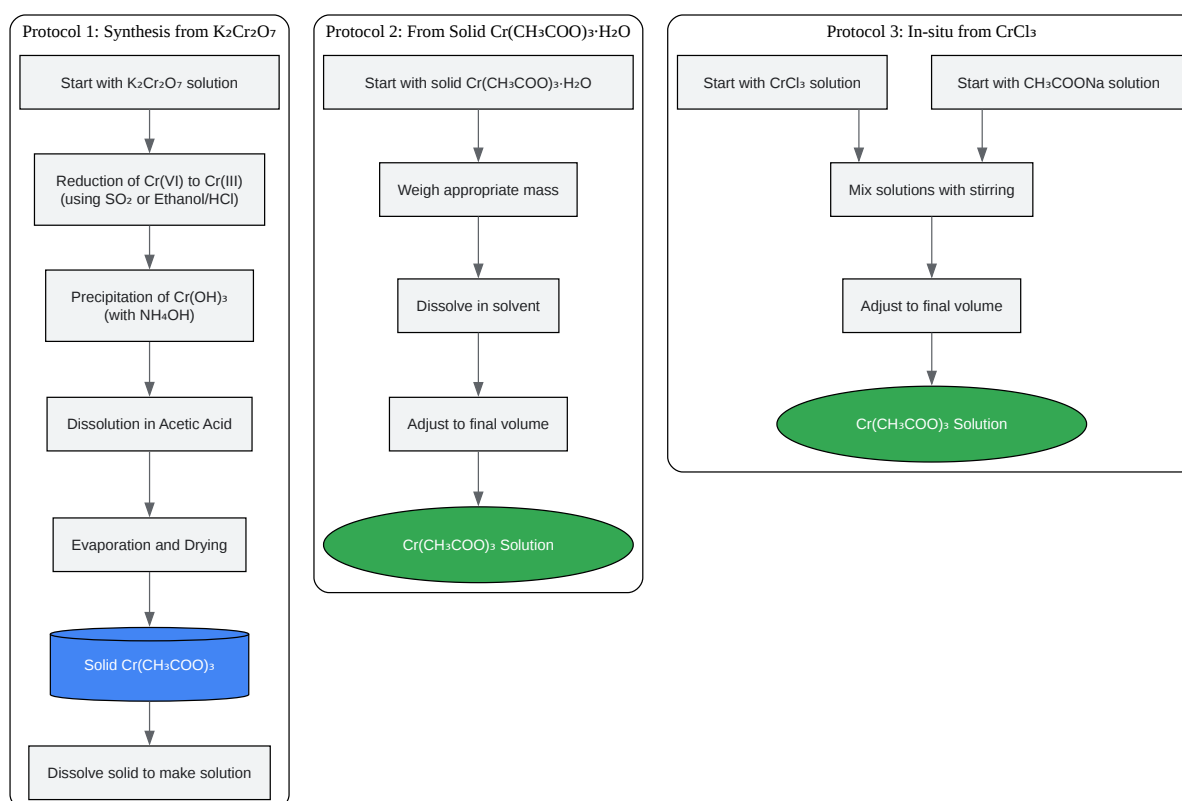 Protocol 1: Synthesis from K₂Cr₂O₇
Start with K₂Cr₂O₇ solution
Reduction of Cr(VI) to Cr(III)
(using SO₂ or Ethanol/HCl)
Precipitation of Cr(OH)₃
(with NH₄OH)
Dissolution in Acetic Acid
Evaporation and Drying
Solid Cr(CH₃COO)₃
Dissolve solid to make solution
Protocol 2: From Solid Cr(CH₃COO)₃·H₂O
Start with solid Cr(CH₃COO)₃·H₂O
Weigh appropriate mass
Dissolve in solvent
Adjust to final volume
Cr(CH₃COO)₃ Solution
Protocol 3: In-situ from CrCl₃
Start with CrCl₃ solution
Start with CH₃COONa solution
Mix solutions with stirring
Adjust to final volume
Cr(CH₃COO)₃ Solution